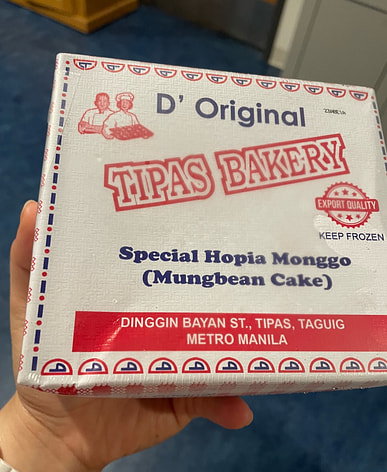 D' Original
TIPAS BAKERY
EXPORT QUALITY
KEEP FROZEN
Special Hopia Monggo
(Mungbean Cake)
DINGGIN BAYAN ST., TIPAS, TAGUIG
METRO MANILA